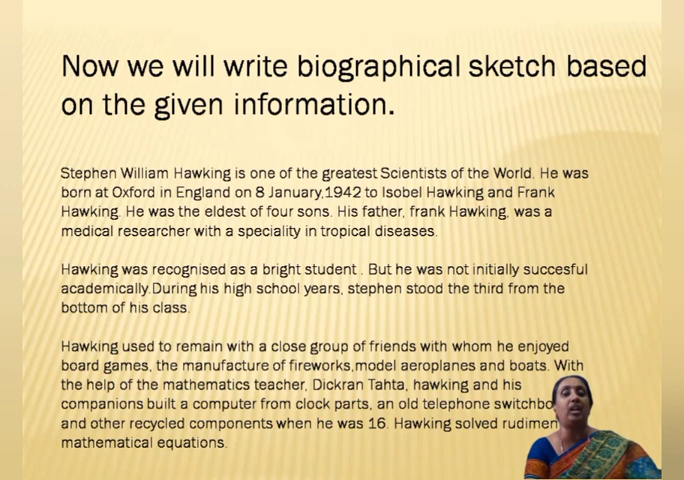 Now we will write biographical sketch based
on the given information.
Stephen William Hawking is one of the greatest Scientists of the World. He was
born at Oxford in England on 8 January,1942 to Isobel Hawking and Frank
Hawking. He was the eldest of four sons. His father, frank Hawking, was a
medical researcher with a speciality in tropical diseases.
Hawking was recognised as a bright student . But he was not initially succesful
academically.During his high school years, stephen stood the third from the
bottom of his class.
Hawking used to remain with a close group of friends with whom he enjoyed
board games, the manufacture of fireworks,model aeroplanes and boats. With
the help of the mathematics teacher, Dickran Tahta, hawking and his
companions built a computer from clock parts, an old telephone
and other recycled components when he was 16. Hawking solved
mathematical equations.